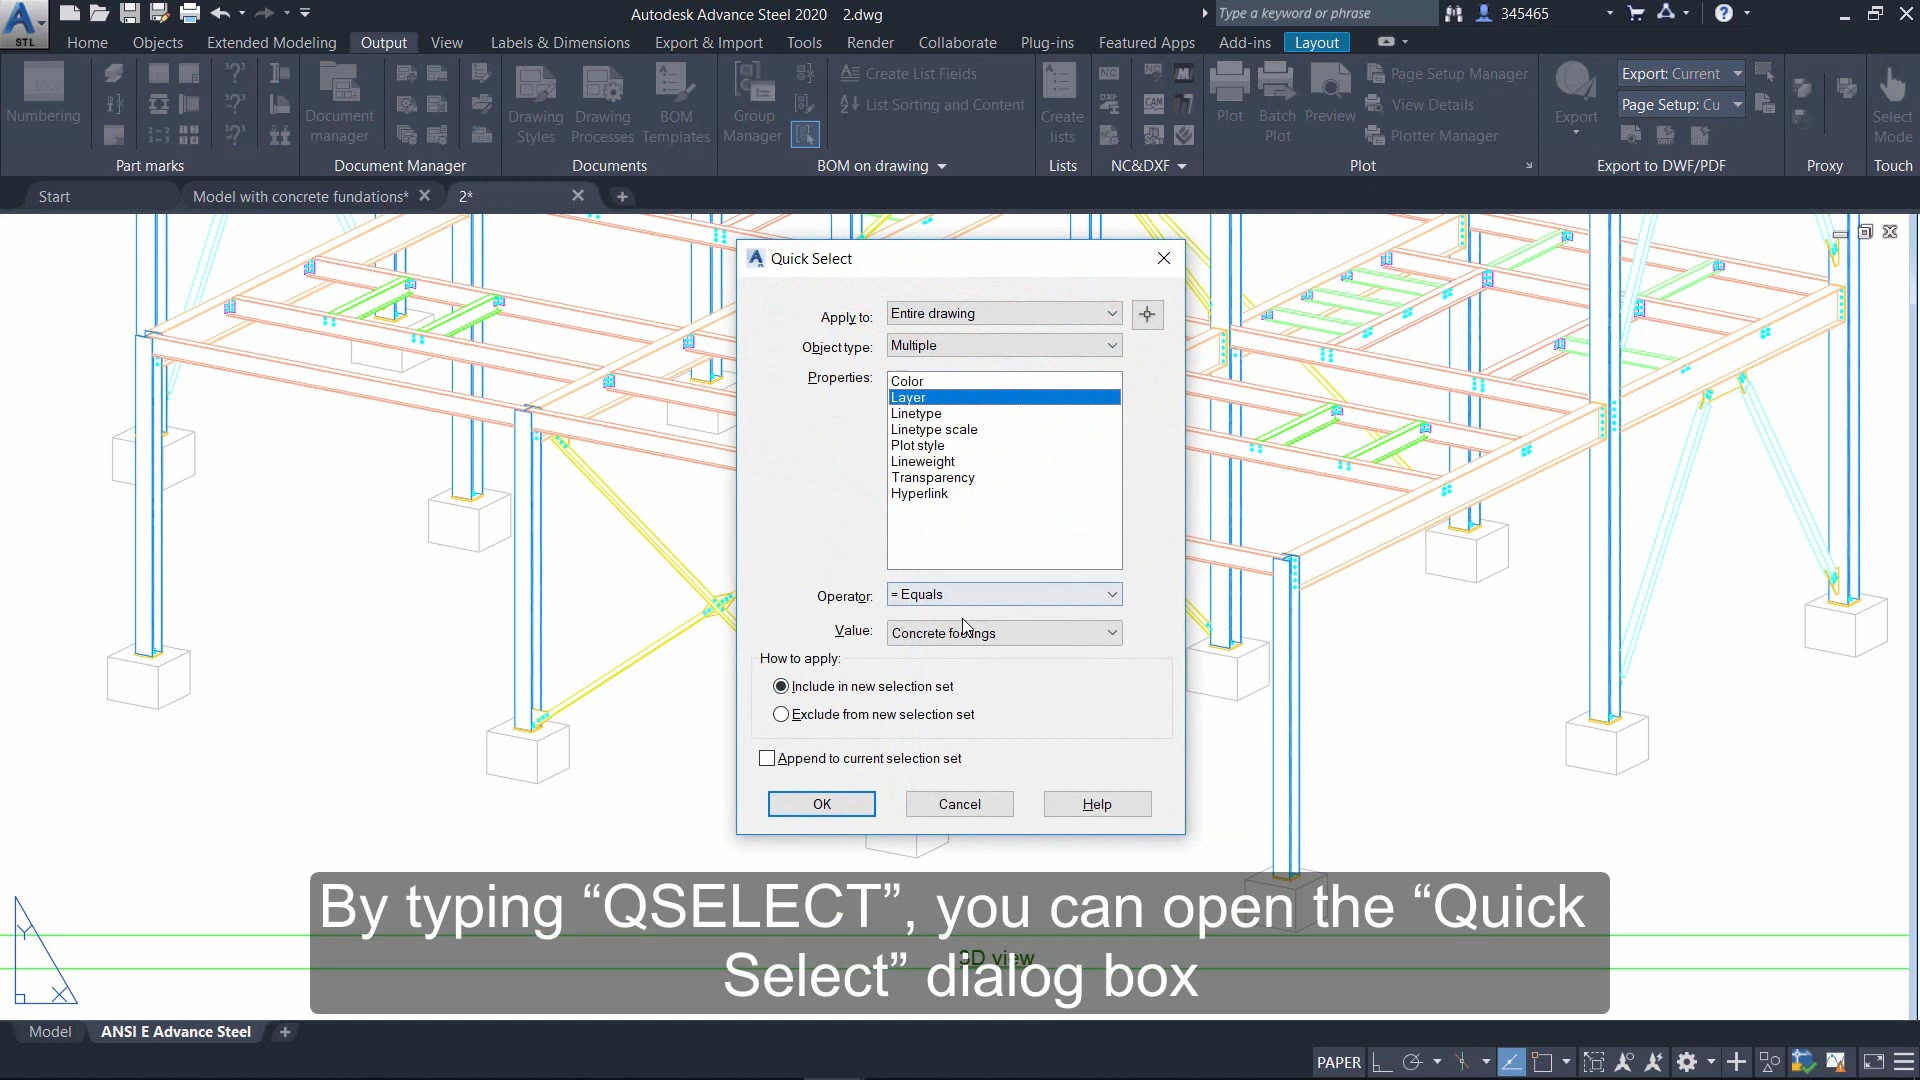 Autodesk Advance Steel 2020 2.dwg
Type a keyword or phrase
345465
STL
Home Objects Extended Modeling Output View Labels & Dimensions Export & Import Tools Render Collaborate Plug-ins Featured Apps Add-ins Layout
Numbering
Document manager
Drawing Styles
Drawing Processes
BOM Templates
Group Manager
Create List Fields
List Sorting and Content
Create lists
Plot
Batch Plot
Preview
Page Setup Manager
View Details
Plotter Manager
Export
Export: Current
Page Setup: Cu
Select Mode
Part marks Document Manager Documents BOM on drawing Lists NC&DXF Plot Export to DWF/PDF Proxy Touch
Start Model with concrete fundations* 2*
Quick Select
Apply to: Entire drawing
Object type: Multiple
Properties: Color
Layer
Linetype
Linetype scale
Plot style
Lineweight
Transparency
Hyperlink
Operator: = Equals
Value: Concrete footings
How to apply:
Include in new selection set
Exclude from new selection set
Append to current selection set
OK Cancel Help
By typing “QSELECT”, you can open the “Quick
Select” dialog box
3D view
Y
X
Model ANSI E Advance Steel
PAPER